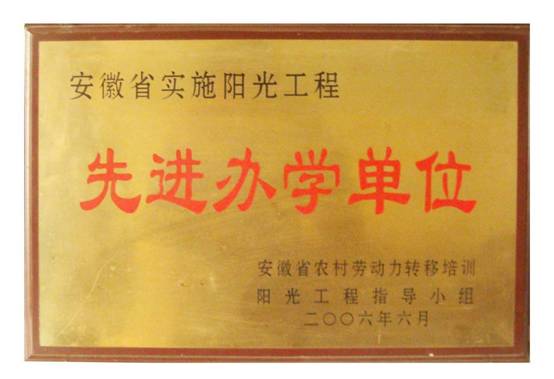 安徽省实施阳光工程
先进办学单位
安徽省农村劳动力转移培训
阳光工程指导小组
二〇〇六年六月